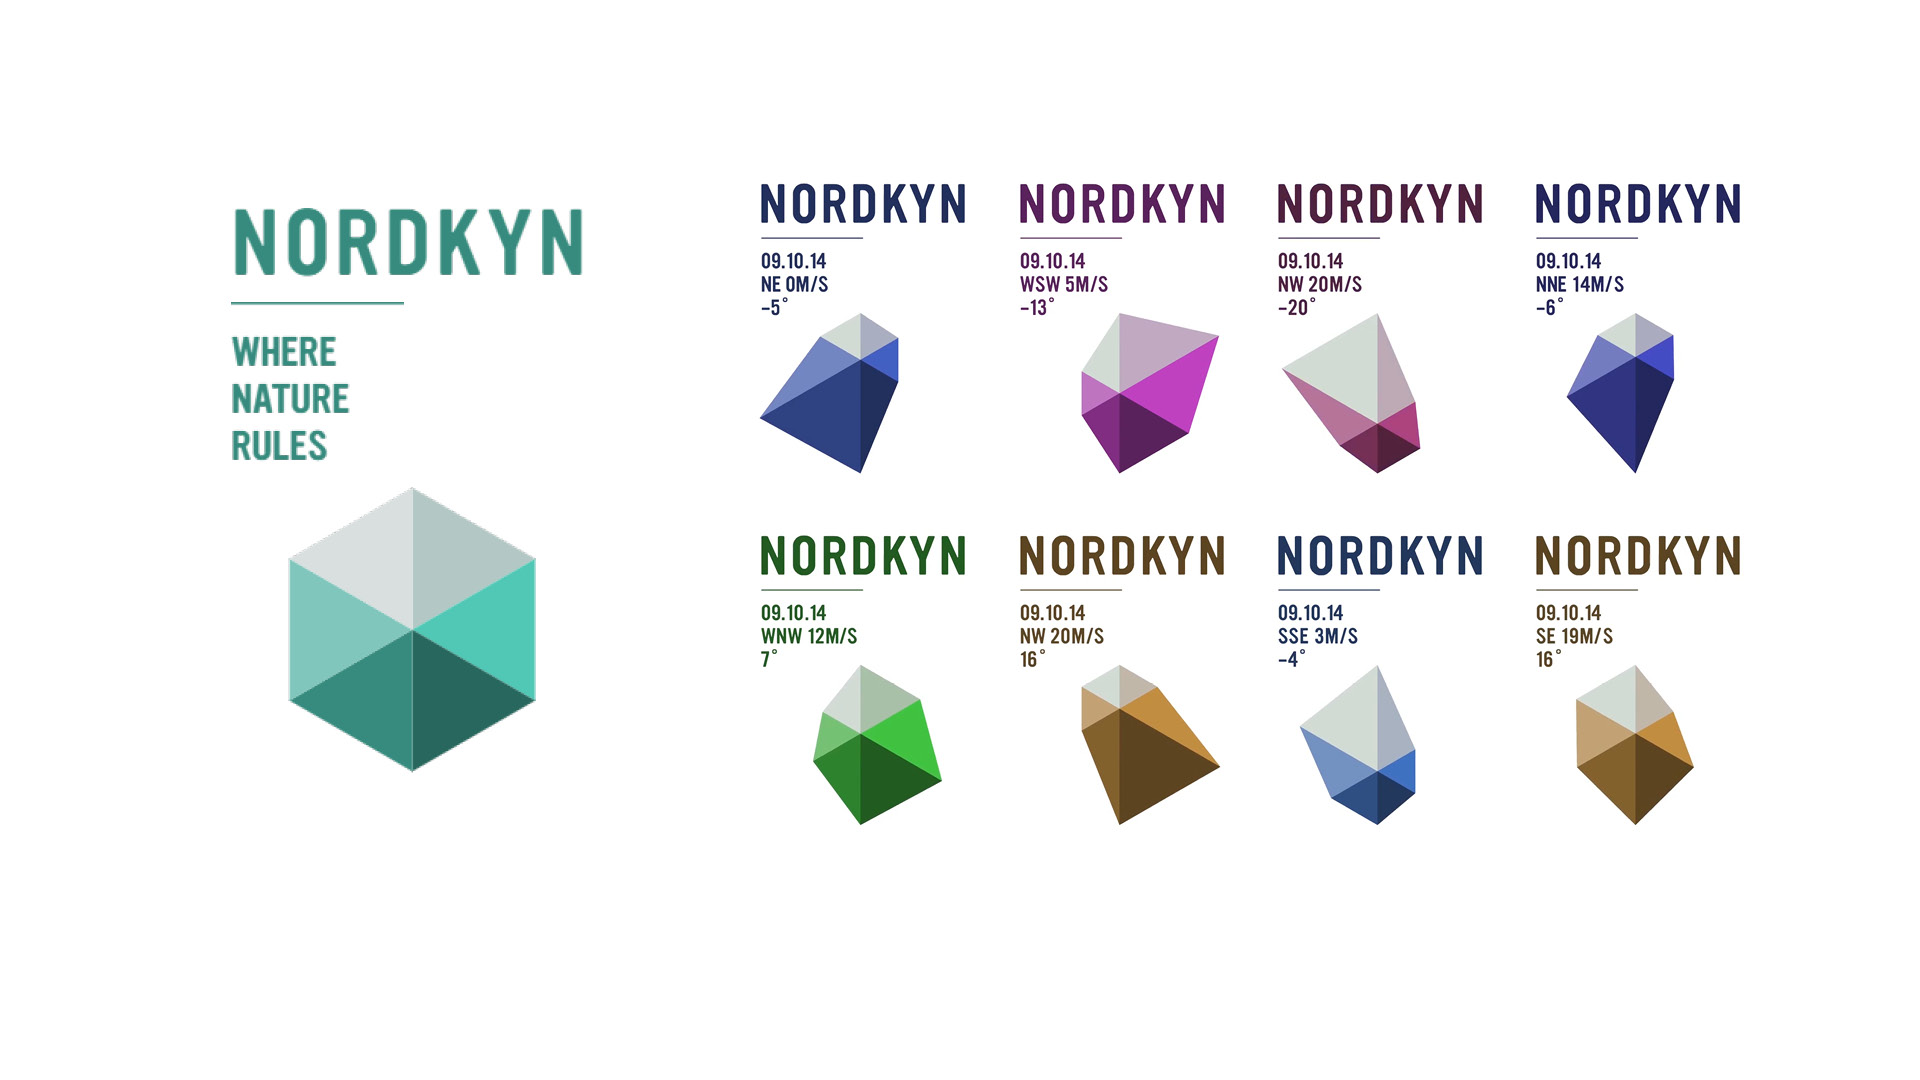 NORDKYN
WHERE
NATURE
RULES
NORDKYN
09.10.14
NE 0M/S
–5°
NORDKYN
09.10.14
WSW 5M/S
–13°
NORDKYN
09.10.14
NW 20M/S
–20°
NORDKYN
09.10.14
NNE 14M/S
–6°
NORDKYN
09.10.14
WNW 12M/S
7°
NORDKYN
09.10.14
NW 20M/S
16°
NORDKYN
09.10.14
SSE 3M/S
–4°
NORDKYN
09.10.14
SE 19M/S
16°